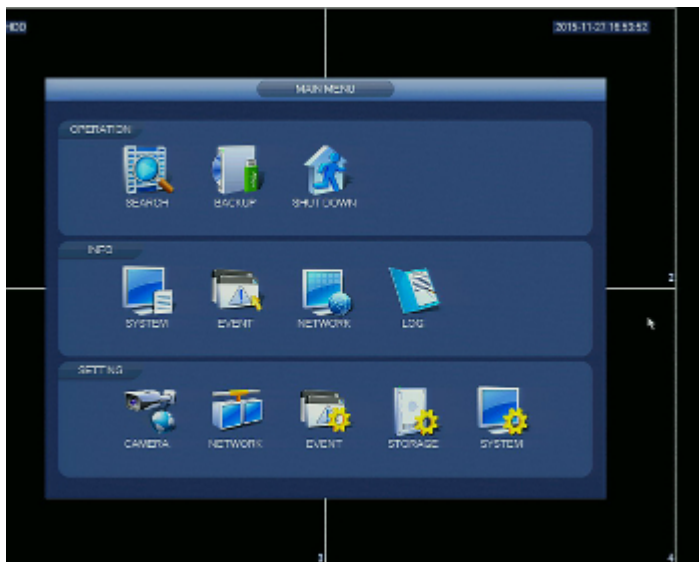 HDD
2015-11-27 16:53:52
MAIN MENU
OPERATION
SEARCH
BACKUP
SHUTDOWN
INFO
SYSTEM
EVENT
NETWORK
LOG
2
SETTING
CAMERA
NETWORK
EVENT
STORAGE
SYSTEM
3
4